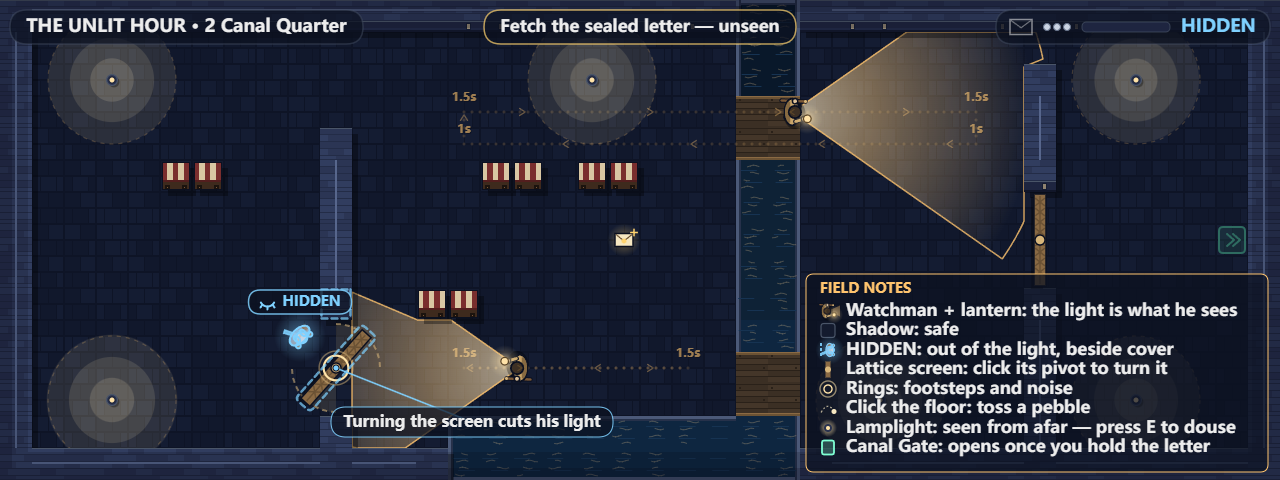 THE UNLIT HOUR • 2 Canal Quarter
Fetch the sealed letter — unseen
HIDDEN
1.5s
1.5s
1s
1s
HIDDEN
1.5s
1.5s
Turning the screen cuts his light
FIELD NOTES
Watchman + lantern: the light is what he sees
Shadow: safe
HIDDEN: out of the light, beside cover
Lattice screen: click its pivot to turn it
Rings: footsteps and noise
Click the floor: toss a pebble
Lamplight: seen from afar — press E to douse
Canal Gate: opens once you hold the letter